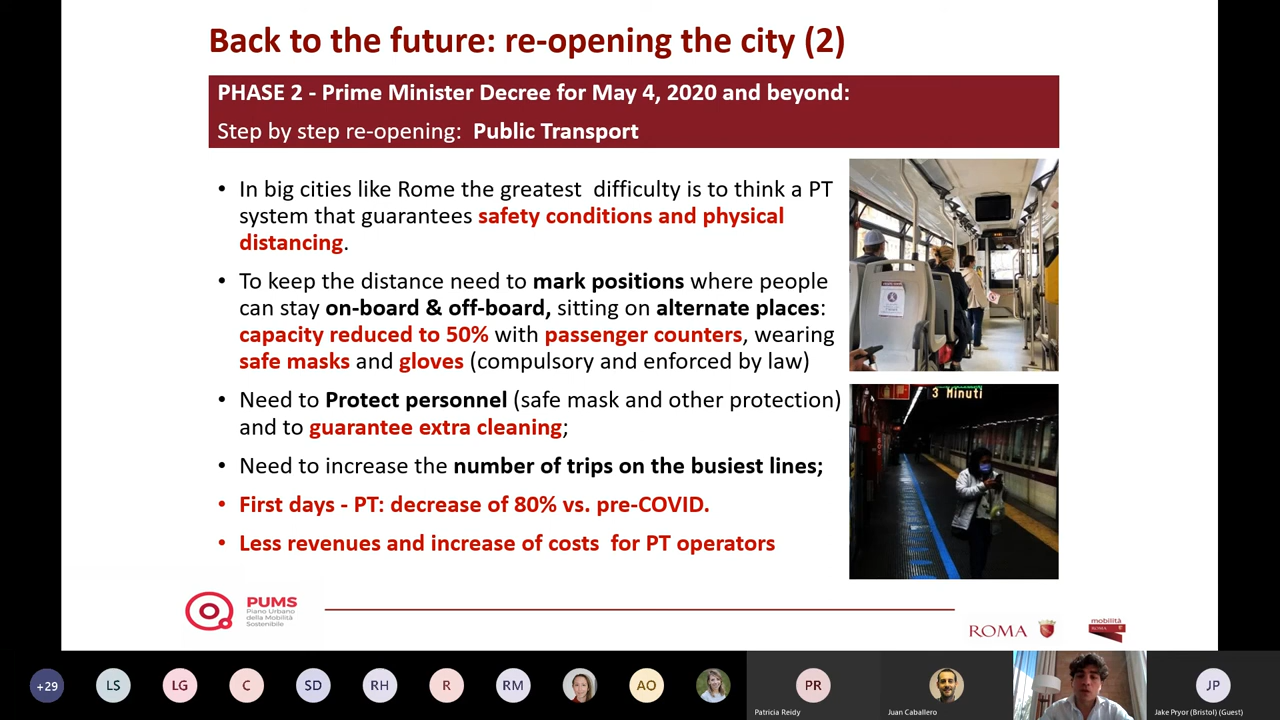 Back to the future: re-opening the city (2)
PHASE 2 - Prime Minister Decree for May 4, 2020 and beyond:
Step by step re-opening: Public Transport
• In big cities like Rome the greatest difficulty is to think a PT
system that guarantees safety conditions and physical
distancing.
• To keep the distance need to mark positions where people
can stay on-board & off-board, sitting on alternate places:
capacity reduced to 50% with passenger counters, wearing
safe masks and gloves (compulsory and enforced by law)
• Need to Protect personnel (safe mask and other protection)
and to guarantee extra cleaning;
• Need to increase the number of trips on the busiest lines;
• First days - PT: decrease of 80% vs. pre-COVID.
• Less revenues and increase of costs for PT operators
3 Minuti
PUMS
Piano Urbano
della Mobilità
Sostenibile
ROMA
mobilità
ROMA
+29
LS
LG
C
SD
RH
R
RM
AO
PR
Patricia Reidy
Juan Caballero
JP
Jake Pryor (Bristol) (Guest)